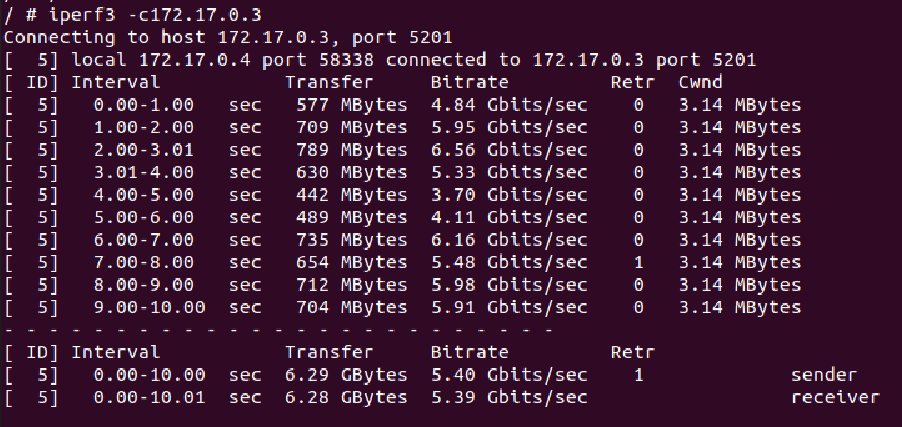 / # iperf3 -c172.17.0.3
Connecting to host 172.17.0.3, port 5201
[  5] local 172.17.0.4 port 58338 connected to 172.17.0.3 port 5201
[ ID] Interval           Transfer     Bitrate         Retr  Cwnd
[  5]   0.00-1.00   sec   577 MBytes  4.84 Gbits/sec    0   3.14 MBytes
[  5]   1.00-2.00   sec   709 MBytes  5.95 Gbits/sec    0   3.14 MBytes
[  5]   2.00-3.01   sec   789 MBytes  6.56 Gbits/sec    0   3.14 MBytes
[  5]   3.01-4.00   sec   630 MBytes  5.33 Gbits/sec    0   3.14 MBytes
[  5]   4.00-5.00   sec   442 MBytes  3.70 Gbits/sec    0   3.14 MBytes
[  5]   5.00-6.00   sec   489 MBytes  4.11 Gbits/sec    0   3.14 MBytes
[  5]   6.00-7.00   sec   735 MBytes  6.16 Gbits/sec    0   3.14 MBytes
[  5]   7.00-8.00   sec   654 MBytes  5.48 Gbits/sec    1   3.14 MBytes
[  5]   8.00-9.00   sec   712 MBytes  5.98 Gbits/sec    0   3.14 MBytes
[  5]   9.00-10.00  sec   704 MBytes  5.91 Gbits/sec    0   3.14 MBytes
- - - - - - - - - - - - - - - - - - - - - - - - -
[ ID] Interval           Transfer     Bitrate         Retr
[  5]   0.00-10.00  sec  6.29 GBytes  5.40 Gbits/sec    1             sender
[  5]   0.00-10.01  sec  6.28 GBytes  5.39 Gbits/sec                  receiver